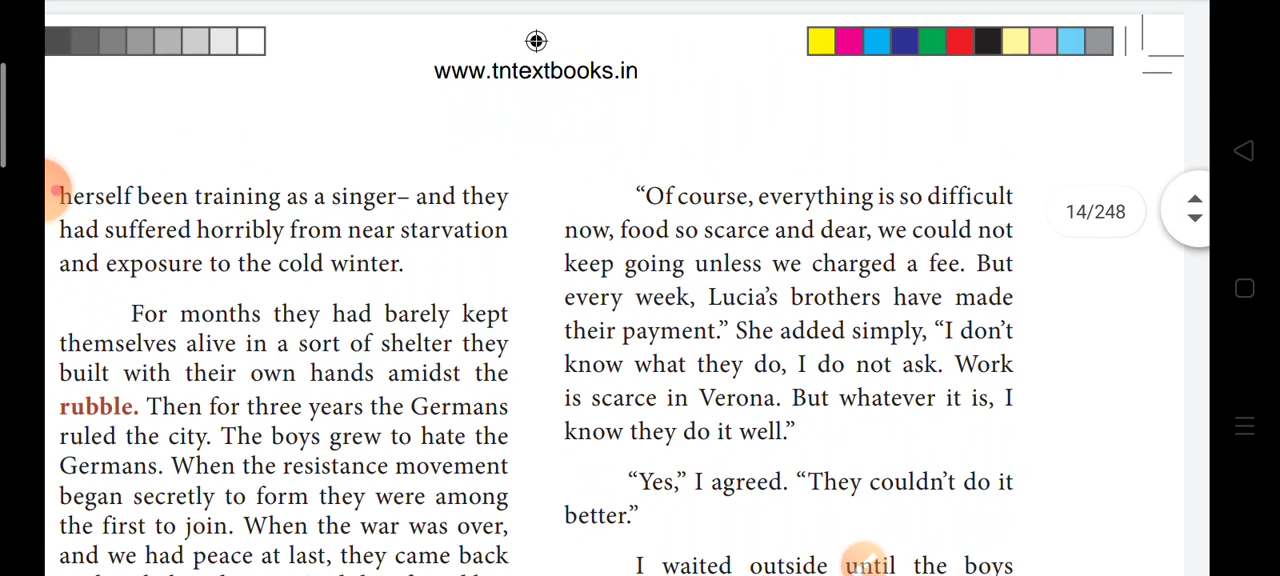 www.tntextbooks.in
herself been training as a singer– and they
had suffered horribly from near starvation
and exposure to the cold winter.
For months they had barely kept
themselves alive in a sort of shelter they
built with their own hands amidst the
rubble. Then for three years the Germans
ruled the city. The boys grew to hate the
Germans. When the resistance movement
began secretly to form they were among
the first to join. When the war was over,
and we had peace at last, they came back
“Of course, everything is so difficult
now, food so scarce and dear, we could not
keep going unless we charged a fee. But
every week, Lucia’s brothers have made
their payment.” She added simply, “I don’t
know what they do, I do not ask. Work
is scarce in Verona. But whatever it is, I
know they do it well.”
“Yes,” I agreed. “They couldn’t do it
better.”
I waited outside until the boys
14/248